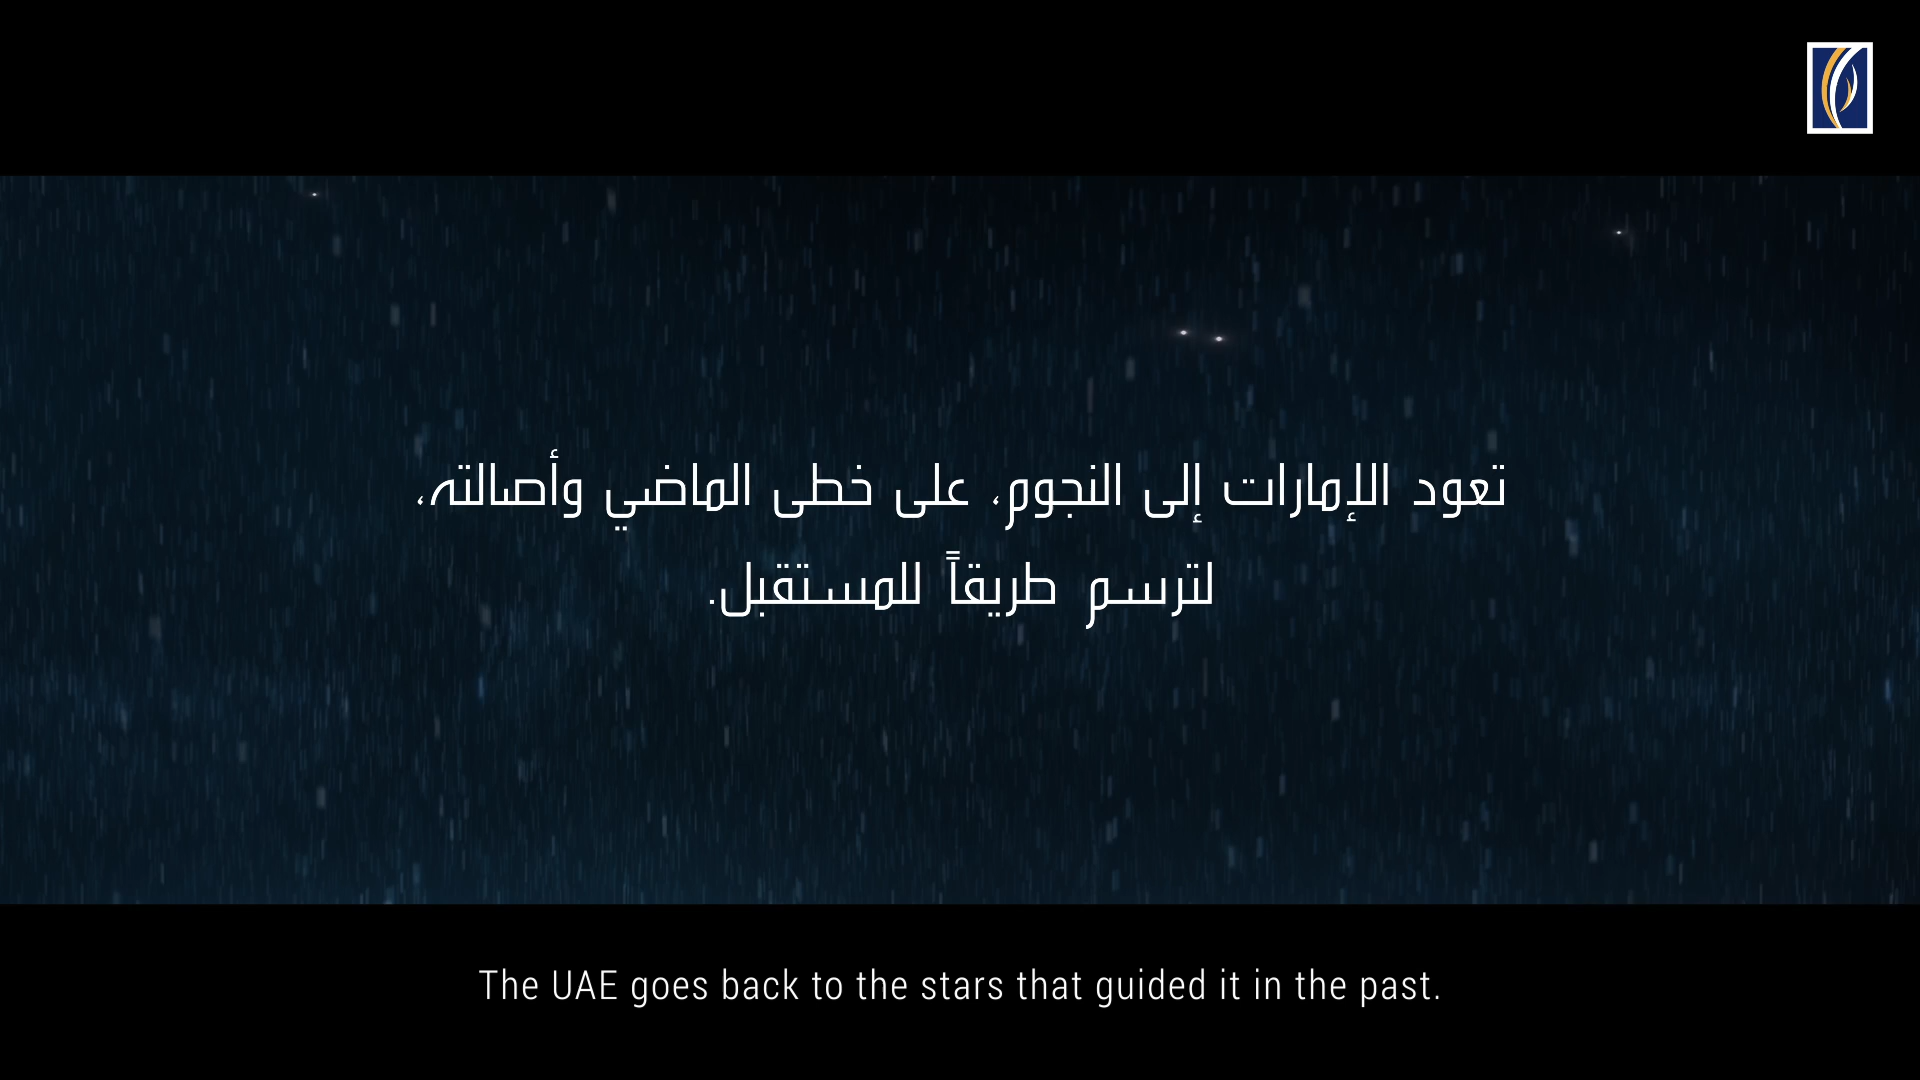 تعود الإمارات إلى النجوم، على خطى الماضي وأصالته،
لترسم طريقاً للمستقبل.
The UAE goes back to the stars that guided it in the past.